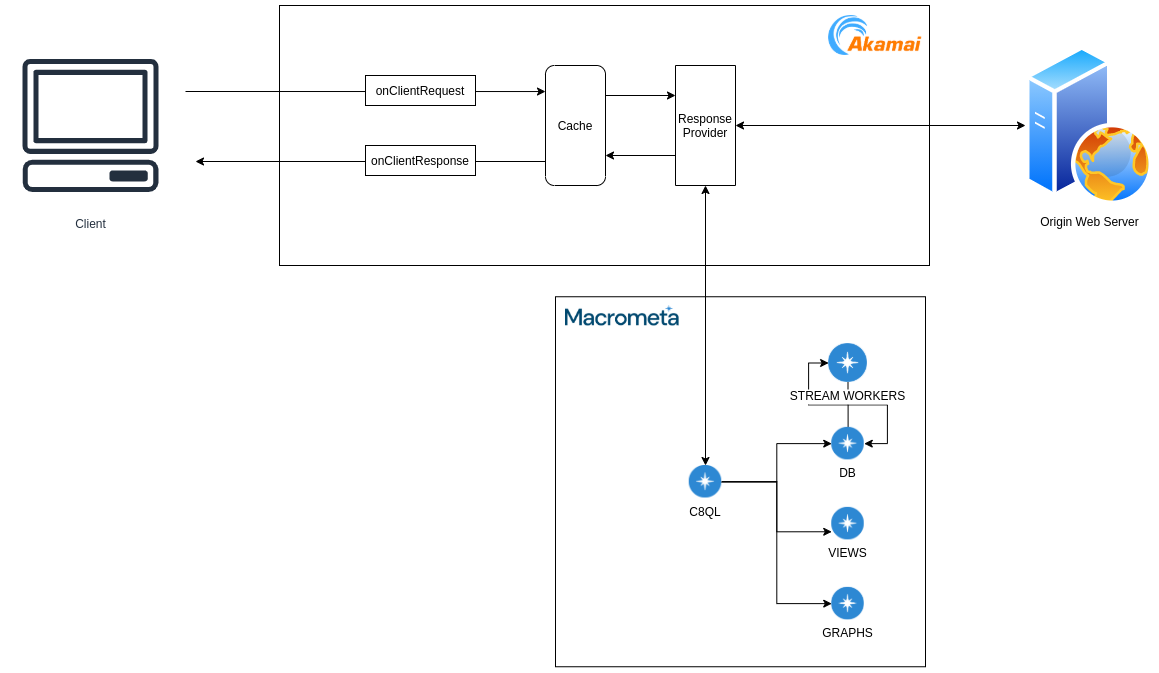 Akamai
onClientRequest
Cache
Response
Provider
onClientResponse
Client
Origin Web Server
Macrometa
STREAM WORKERS
DB
C8QL
VIEWS
GRAPHS